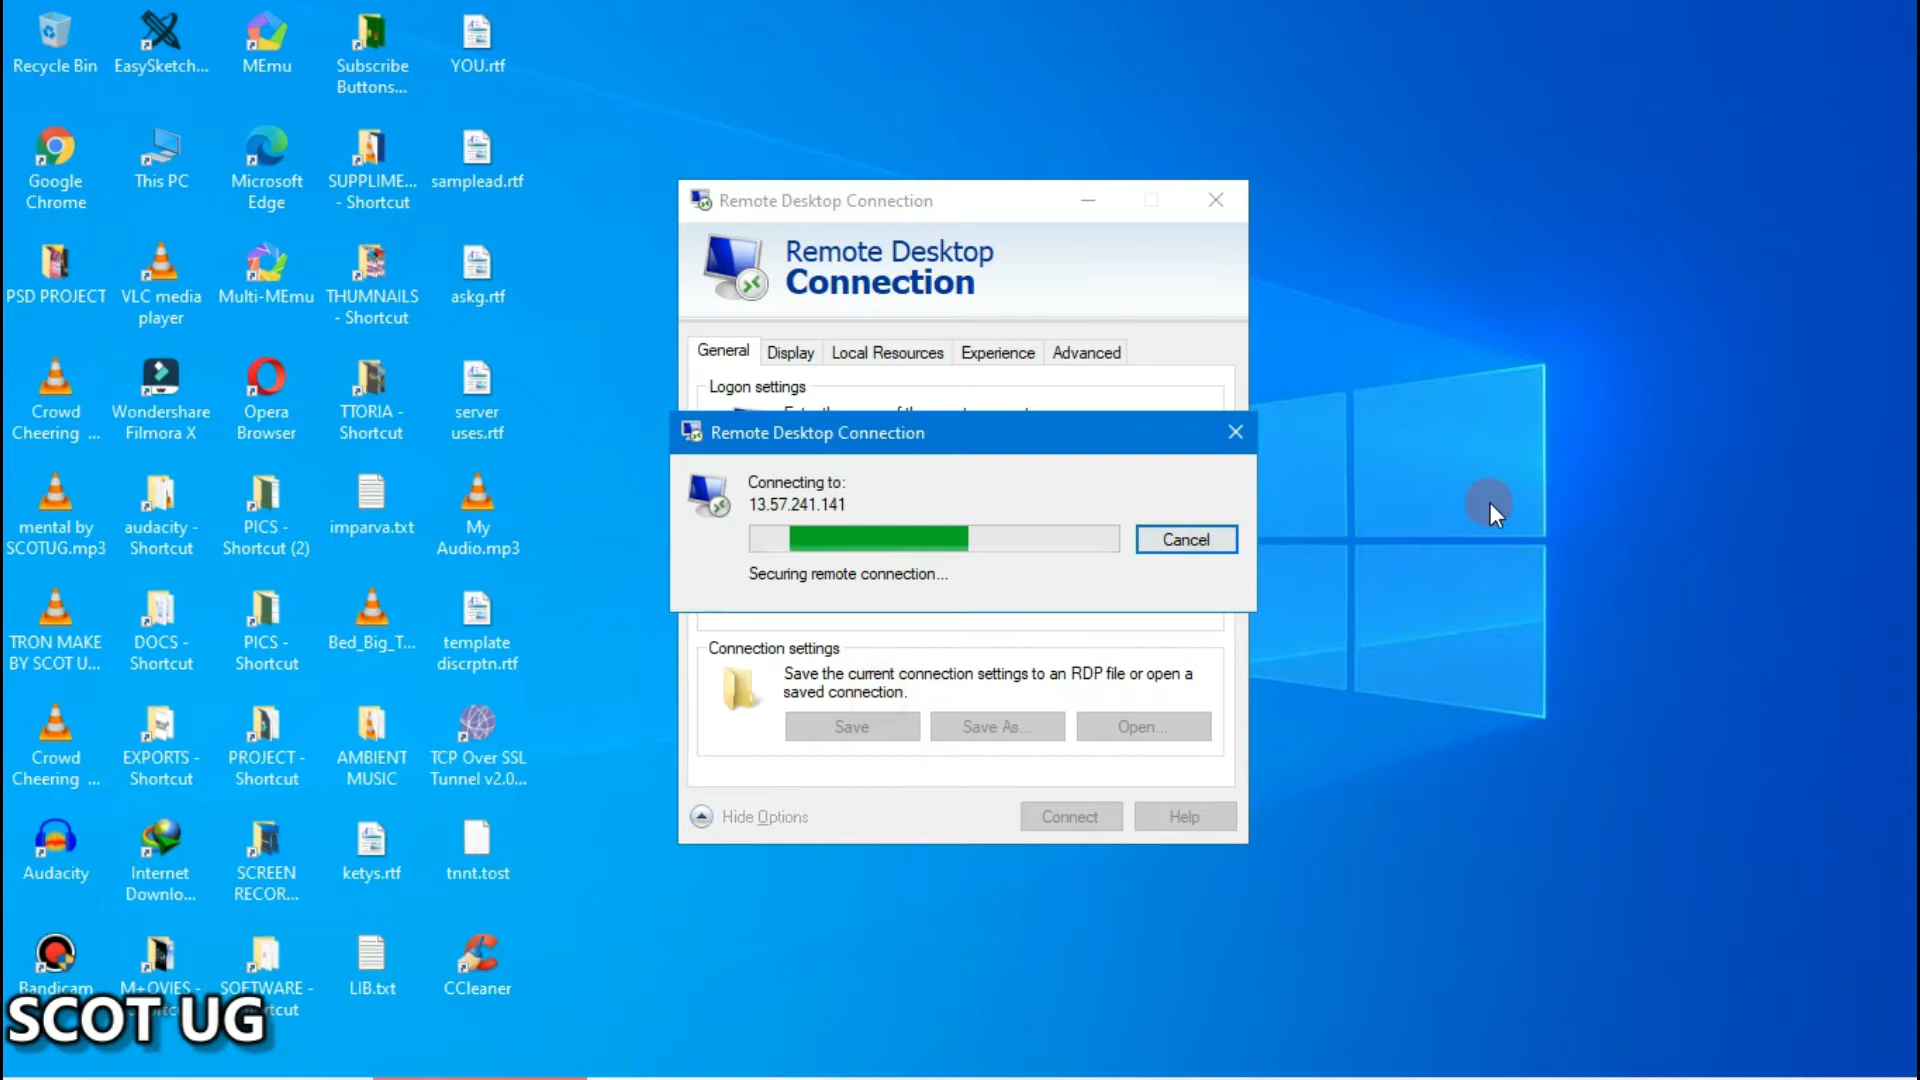 Recycle Bin
EasySketch...
MEmu
Subscribe
Buttons...
YOU.rtf
Google
Chrome
This PC
Microsoft
Edge
SUPPLIME...
- Shortcut
samplead.rtf
PSD PROJECT
VLC media
player
Multi-MEmu
THUMNAILS
- Shortcut
askg.rtf
Crowd
Cheering ...
Wondershare
Filmora X
Opera
Browser
TTORIA -
Shortcut
server
uses.rtf
mental by
SCOTUG.mp3
audacity -
Shortcut
PICS -
Shortcut (2)
imparva.txt
My
Audio.mp3
TRON MAKE
BY SCOT U...
DOCS -
Shortcut
PICS -
Shortcut
Bed_Big_T...
template
discrptn.rtf
Crowd
Cheering ...
EXPORTS -
Shortcut
PROJECT -
Shortcut
AMBIENT
MUSIC
TCP Over SSL
Tunnel v2.0...
Audacity
Internet
Downlo...
SCREEN
RECOR...
ketys.rtf
tnnt.tost
Bandicam
M+OVIES -
SOFTWARE -
LIB.txt
CCleaner
SCOT UG
Remote Desktop Connection
Remote Desktop
Connection
General
Display
Local Resources
Experience
Advanced
Logon settings
Remote Desktop Connection
Connecting to:
13.57.241.141
Cancel
Securing remote connection...
Connection settings
Save the current connection settings to an RDP file or open a
saved connection.
Save
Save As...
Open...
Hide Options
Connect
Help